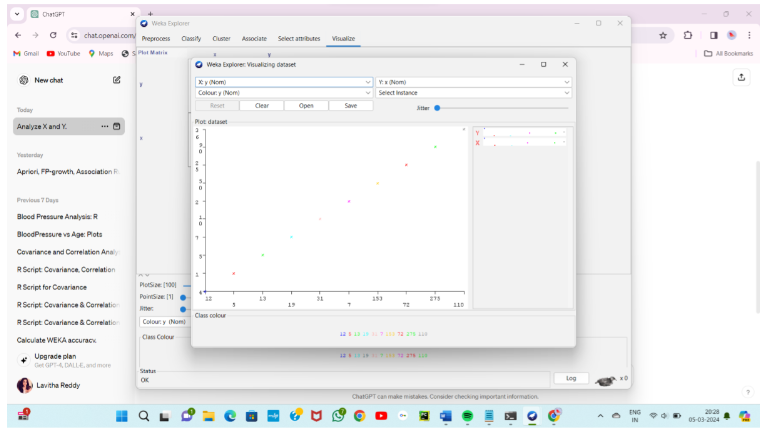 ChatGPT
chat.openai.com/
Gmail
YouTube
Maps
All Bookmarks
New chat
Today
Analyze X and Y.
Yesterday
Apriori, FP-growth, Association R
Previous 7 Days
Blood Pressure Analysis: R
BloodPressure vs Age: Plots
Covariance and Correlation Analy
R Script: Covariance, Correlation
R Script for Covariance
R Script: Covariance & Correlation
R Script: Covariance & Correlation
Calculate WEKA accuracy.
Upgrade plan
Get GPT-4, DALL·E, and more
Lavitha Reddy
Weka Explorer
Preprocess Classify Cluster Associate Select attributes Visualize
Plot Matrix x y
y
x
Weka Explorer: Visualizing dataset
X: y (Nom) Y: x (Nom)
Colour: y (Nom) Select Instance
Reset Clear Open Save Jitter
Plot: dataset
12 5 13 19 31 7 153 72 275 110
Y
X
Class colour
12 5 13 19 31 7 153 72 275 110
PlotSize: [100]
PointSize: [1]
Jitter:
Colour: y (Nom)
Class Colour
12 5 13 19 31 7 153 72 275 110
Status
OK
Log
x 0
ChatGPT can make mistakes. Consider checking important information.
?
ENG
IN
20:28
05-03-2024